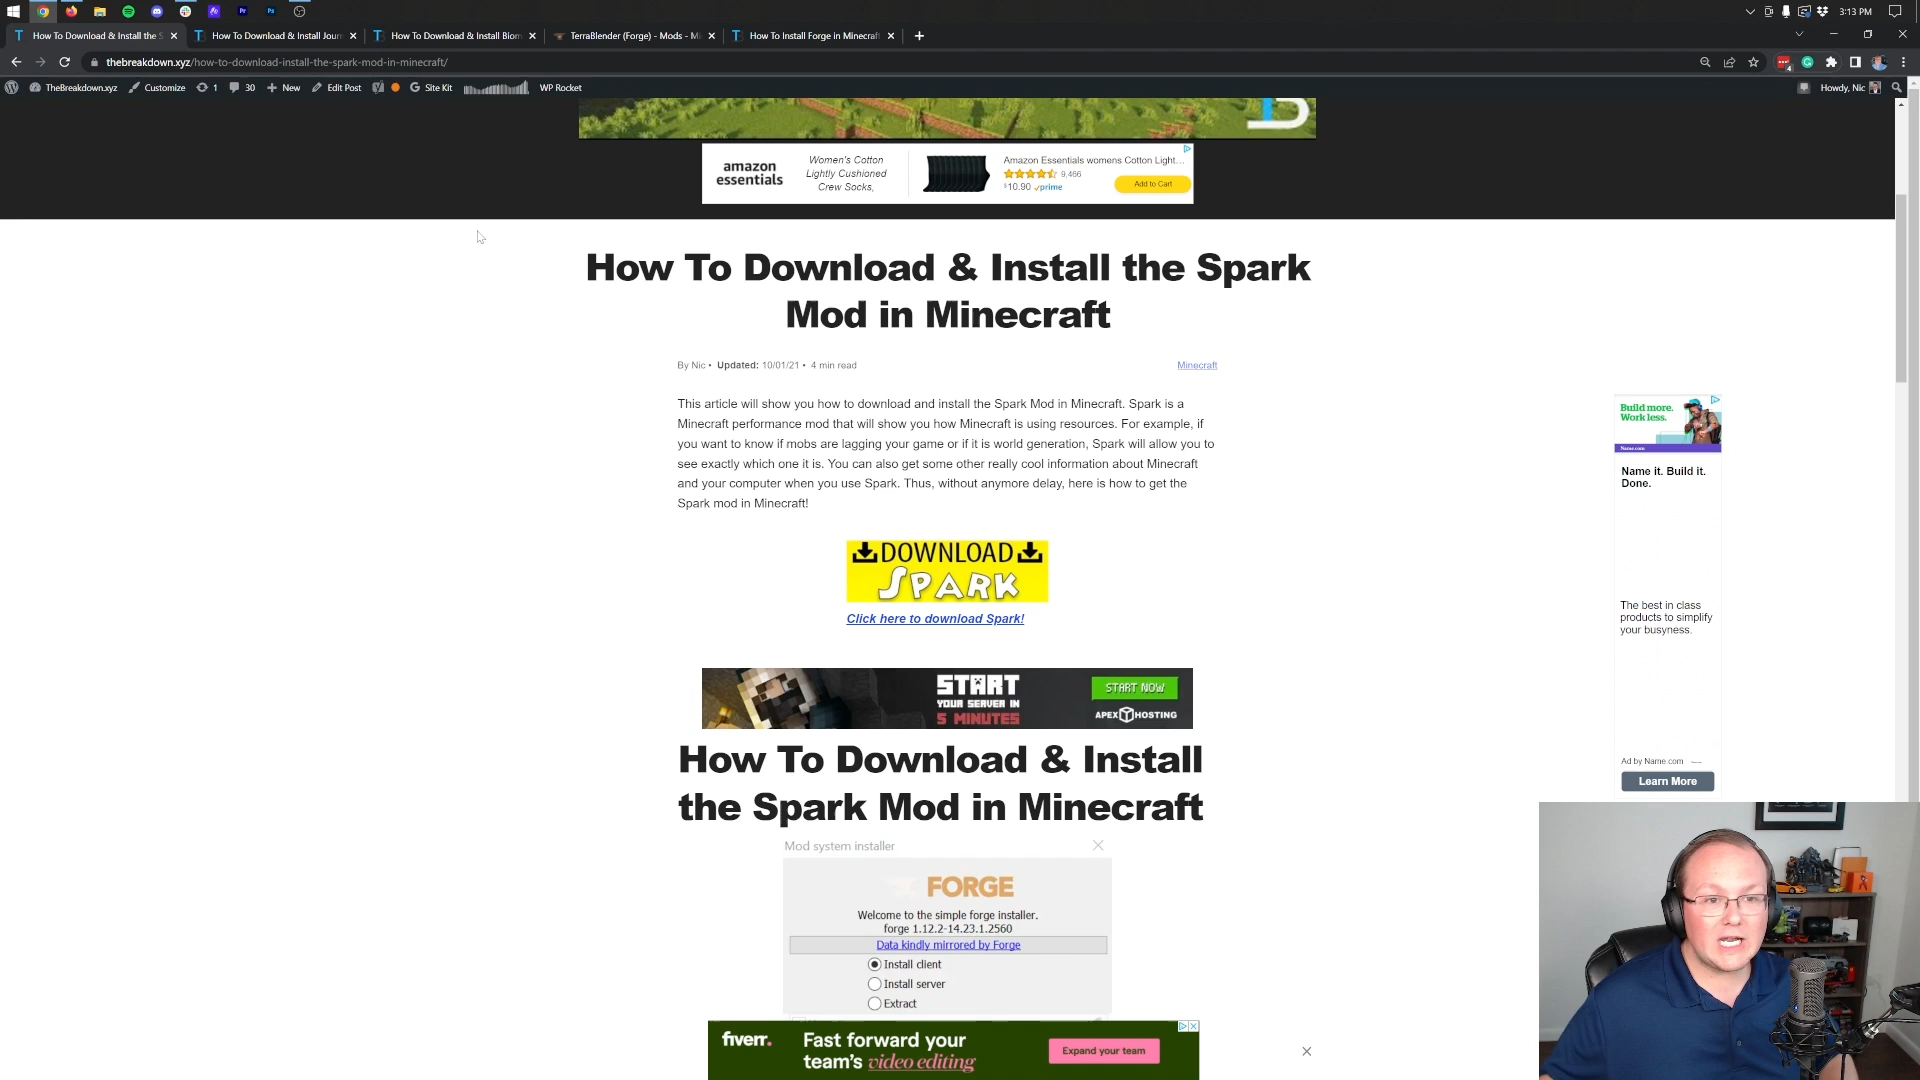 3:13 PM
How To Download & Install the S
How To Download & Install Jour
How To Download & Install Biom
TerraBlender (Forge) - Mods - Mi
How To Install Forge in Minecraft
thebreakdown.xyz/how-to-download-install-the-spark-mod-in-minecraft/
TheBreakdown.xyz Customize 1 30 New Edit Post Site Kit WP Rocket Howdy, Nic
amazon
essentials
Women's Cotton
Lightly Cushioned
Crew Socks,
Amazon Essentials womens Cotton Light...
9,466
$10.90 prime
Add to Cart
How To Download & Install the Spark
Mod in Minecraft
By Nic • Updated: 10/01/21 • 4 min read
Minecraft
This article will show you how to download and install the Spark Mod in Minecraft. Spark is a
Minecraft performance mod that will show you how Minecraft is using resources. For example, if
you want to know if mobs are lagging your game or if it is world generation, Spark will allow you to
see exactly which one it is. You can also get some other really cool information about Minecraft
and your computer when you use Spark. Thus, without anymore delay, here is how to get the
Spark mod in Minecraft!
DOWNLOAD
SPARK
Click here to download Spark!
START
YOUR SERVER IN
5 MINUTES
START NOW
APEX HOSTING
How To Download & Install
the Spark Mod in Minecraft
Mod system installer
FORGE
Welcome to the simple forge installer.
forge 1.12.2-14.23.1.2560
Data kindly mirrored by Forge
Install client
Install server
Extract
fiverr.
Fast forward your
team's video editing
Expand your team
Build more.
Work less.
Name.com
Name it. Build it.
Done.
The best in class
products to simplify
your busyness.
Ad by Name.com
Learn More